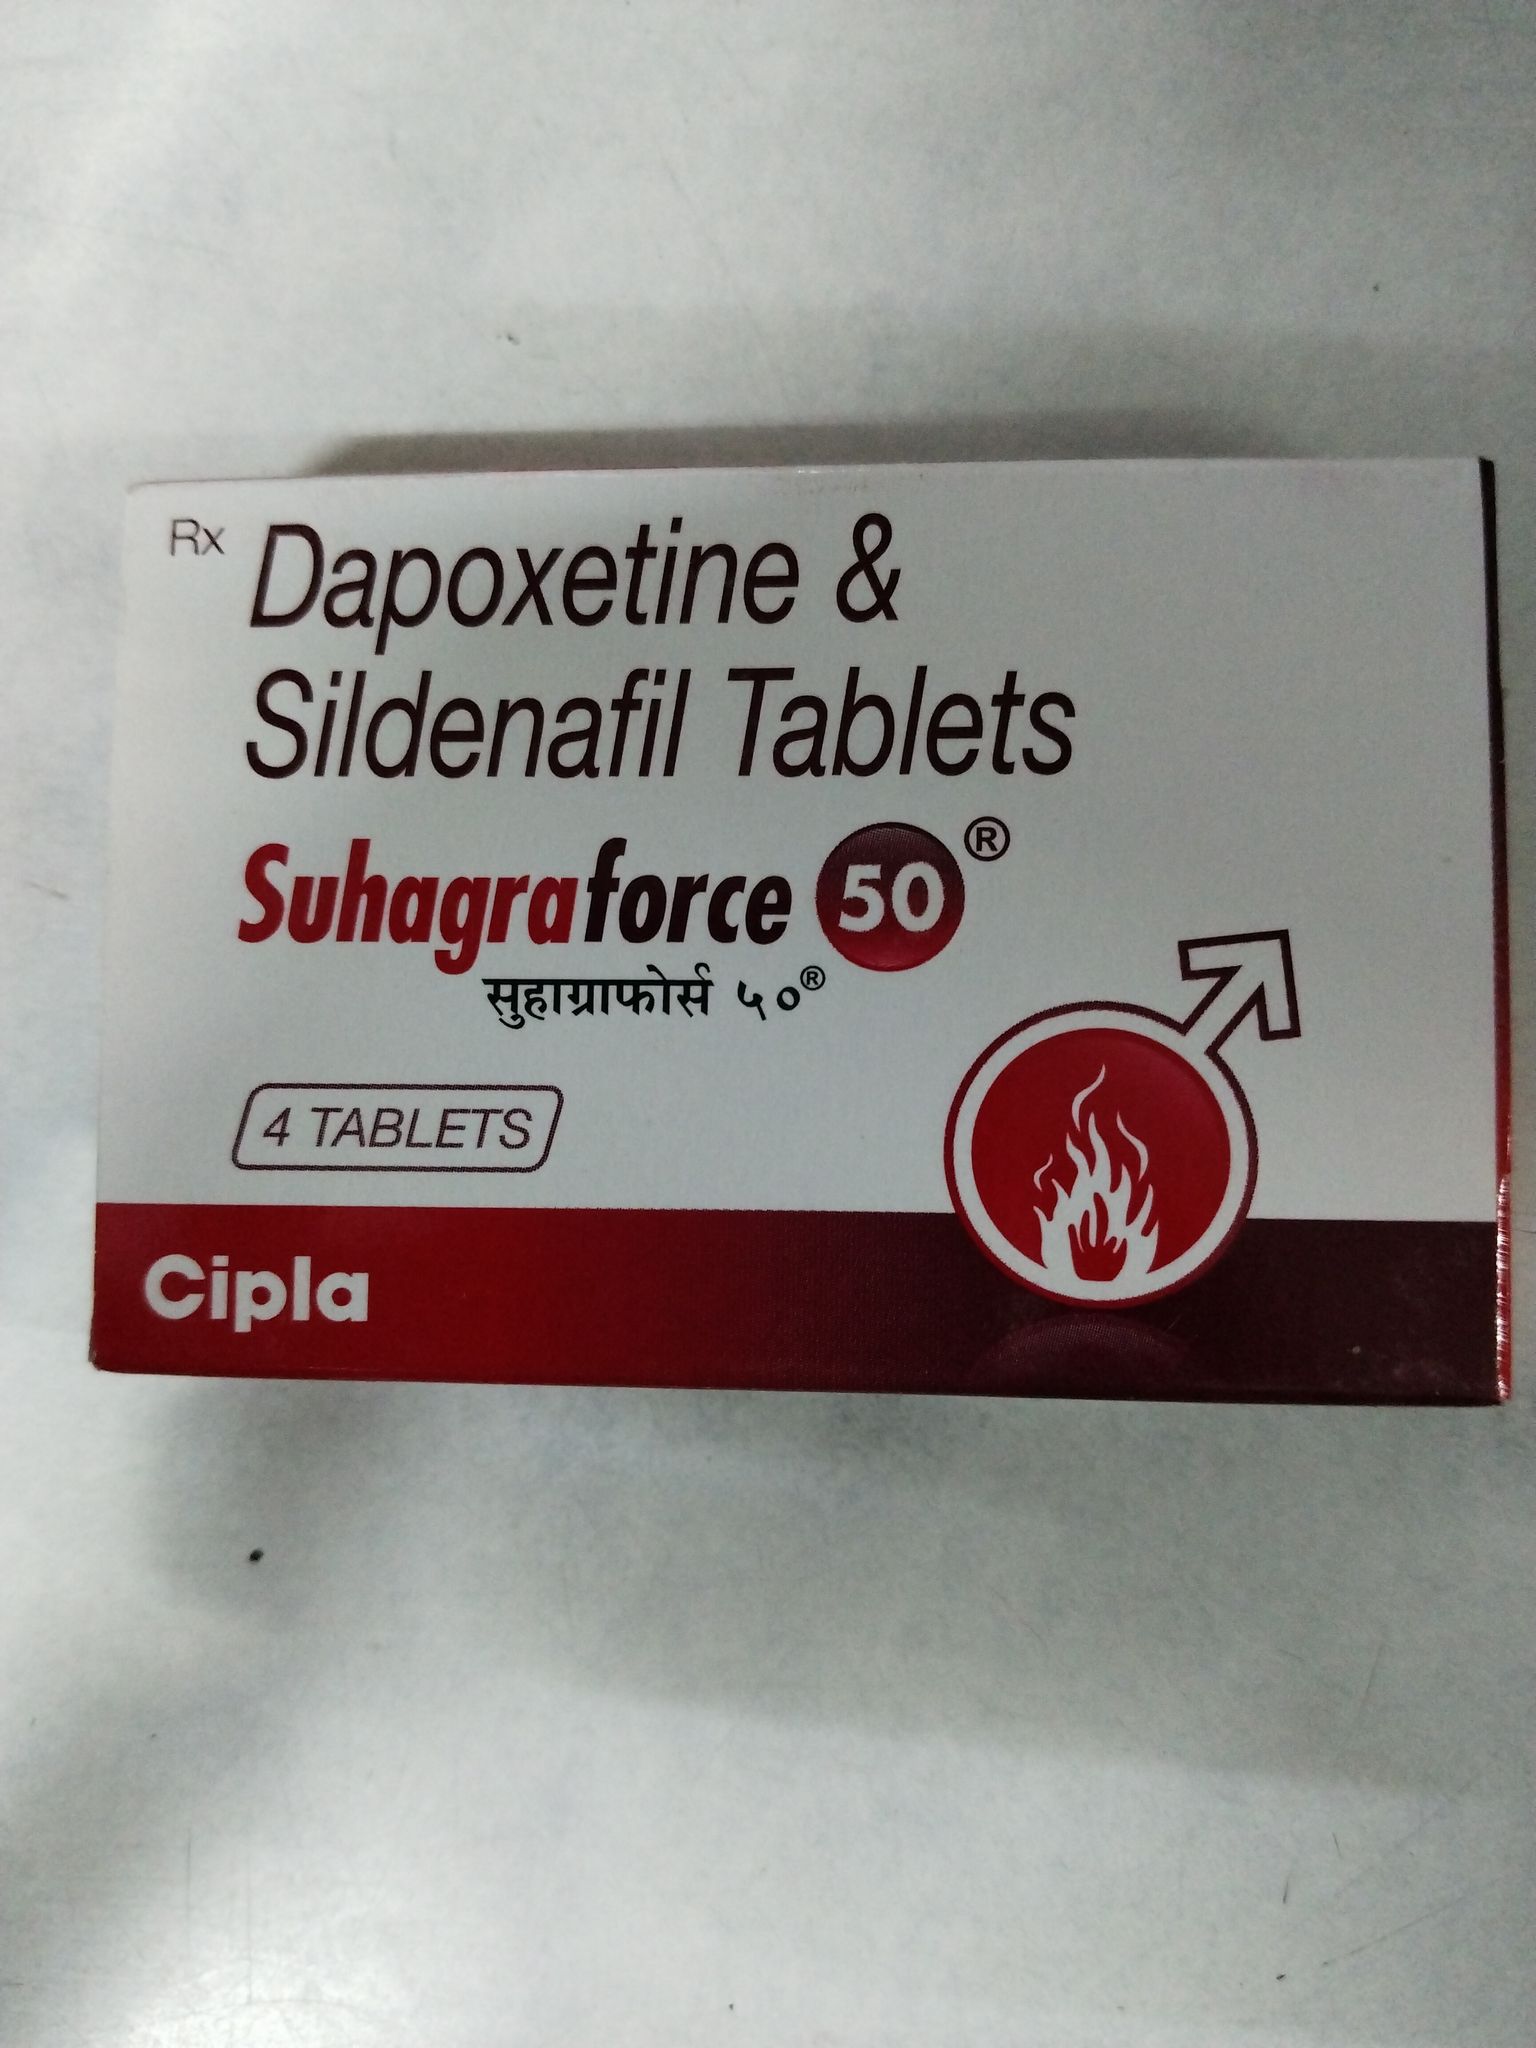 Rx Dapoxetine &
Sildenafil Tablets
Suhagraforce 50®
सुहाग्राफोर्स ५०®
4 TABLETS
Cipla